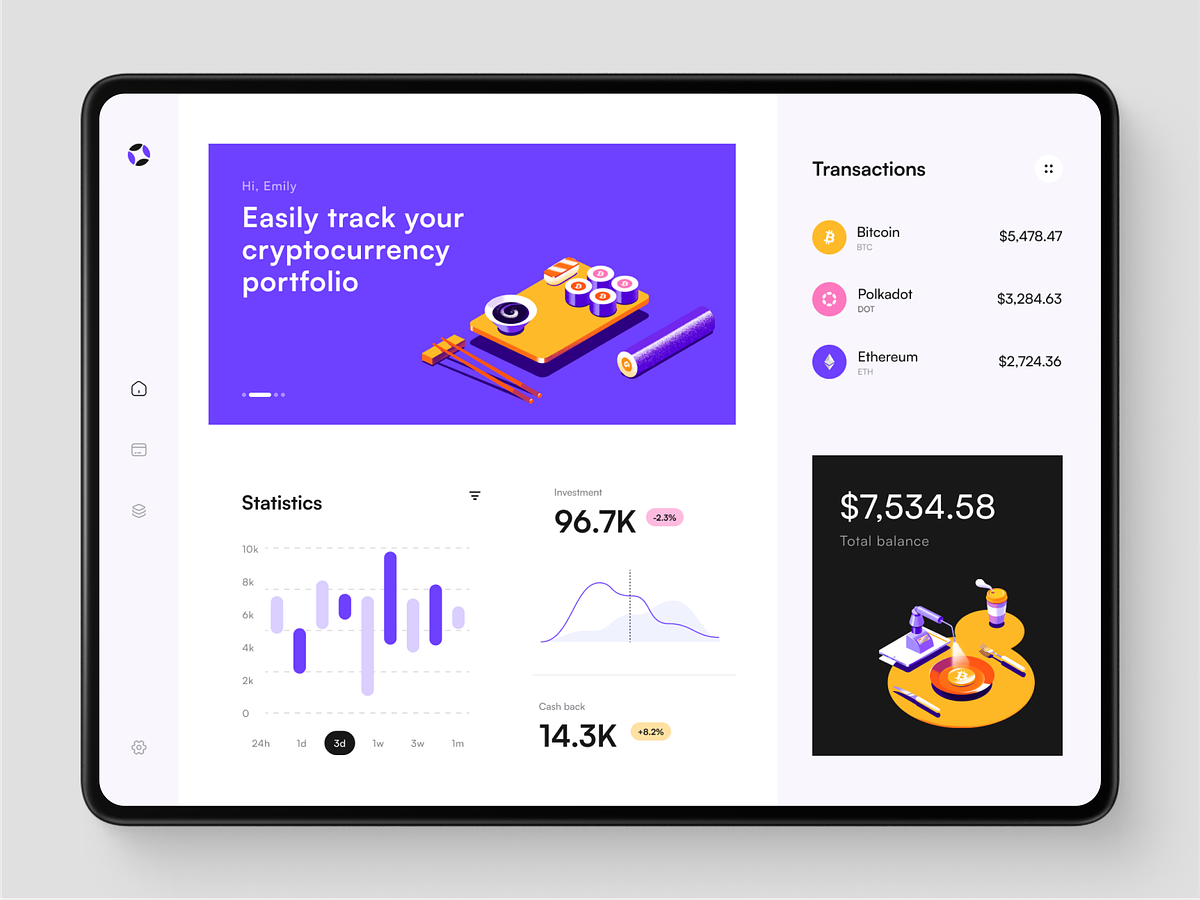 Hi, Emily
Easily track your
cryptocurrency
portfolio
Statistics
10k
8k
6k
4k
2k
0
24h 1d 3d 1w 3w 1m
Investment
96.7K -2.3%
Cash back
14.3K +8.2%
Transactions
Bitcoin
BTC
$5,478.47
Polkadot
DOT
$3,284.63
Ethereum
ETH
$2,724.36
$7,534.58
Total balance